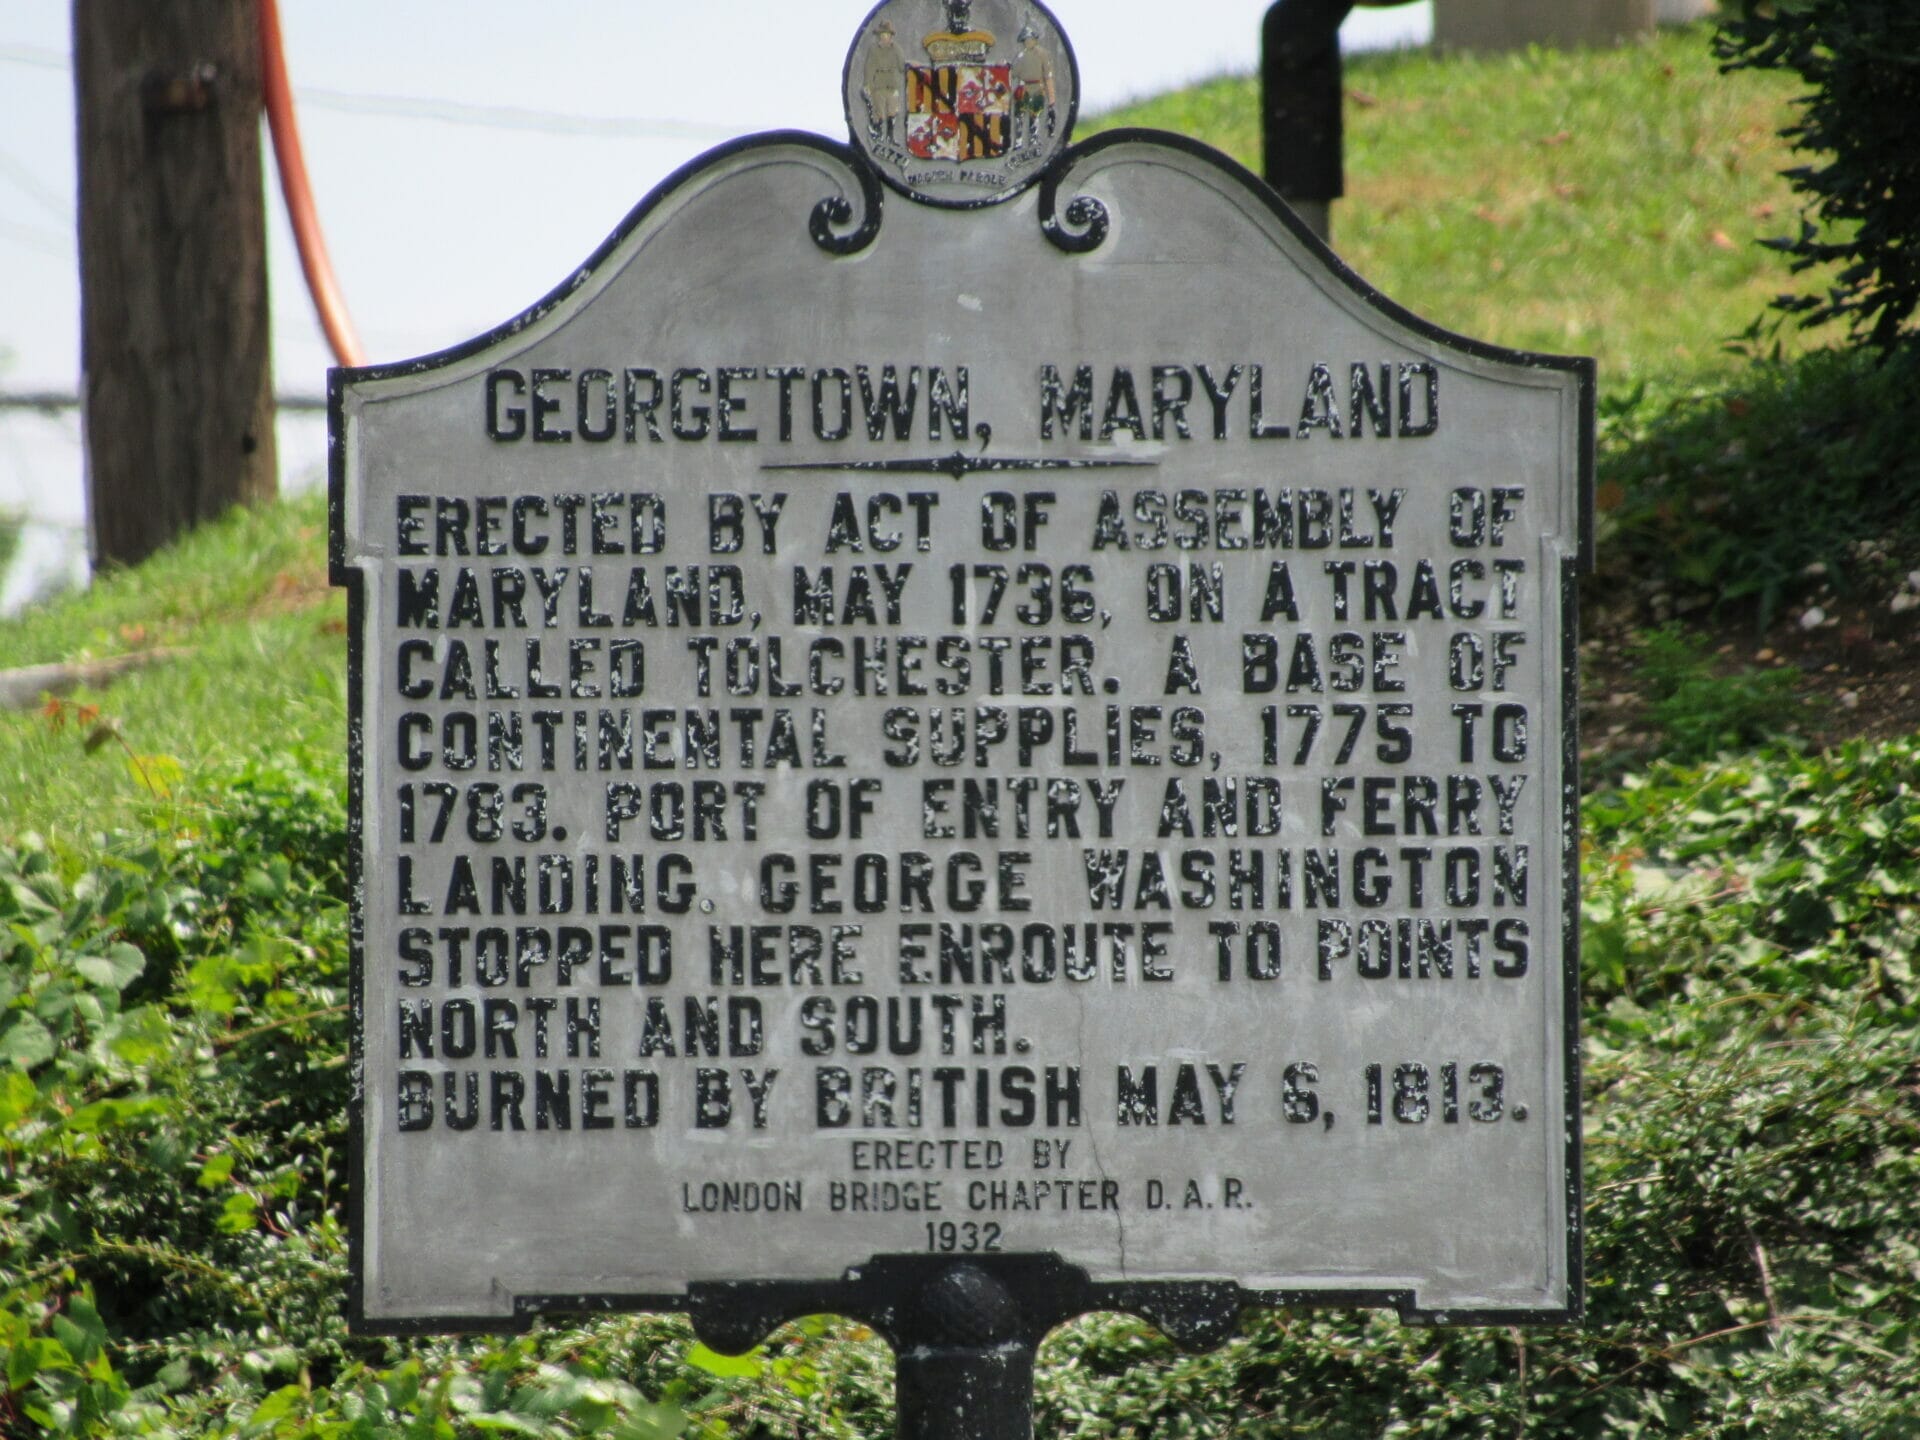 GEORGETOWN, MARYLAND
ERECTED BY ACT OF ASSEMBLY OF
MARYLAND, MAY 1736, ON A TRACT
CALLED TOLCHESTER. A BASE OF
CONTINENTAL SUPPLIES, 1775 TO
1783. PORT OF ENTRY AND FERRY
LANDING. GEORGE WASHINGTON
STOPPED HERE ENROUTE TO POINTS
NORTH AND SOUTH.
BURNED BY BRITISH MAY 6, 1813.
ERECTED BY
LONDON BRIDGE CHAPTER D.A.R.
1932